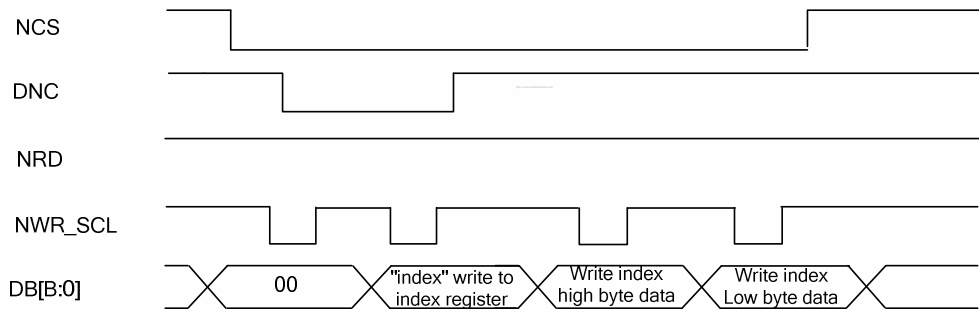 NCS
DNC
NRD
NWR_SCL
DB[B:0]
00
"index" write to
index register
Write index
high byte data
Write index
Low byte data